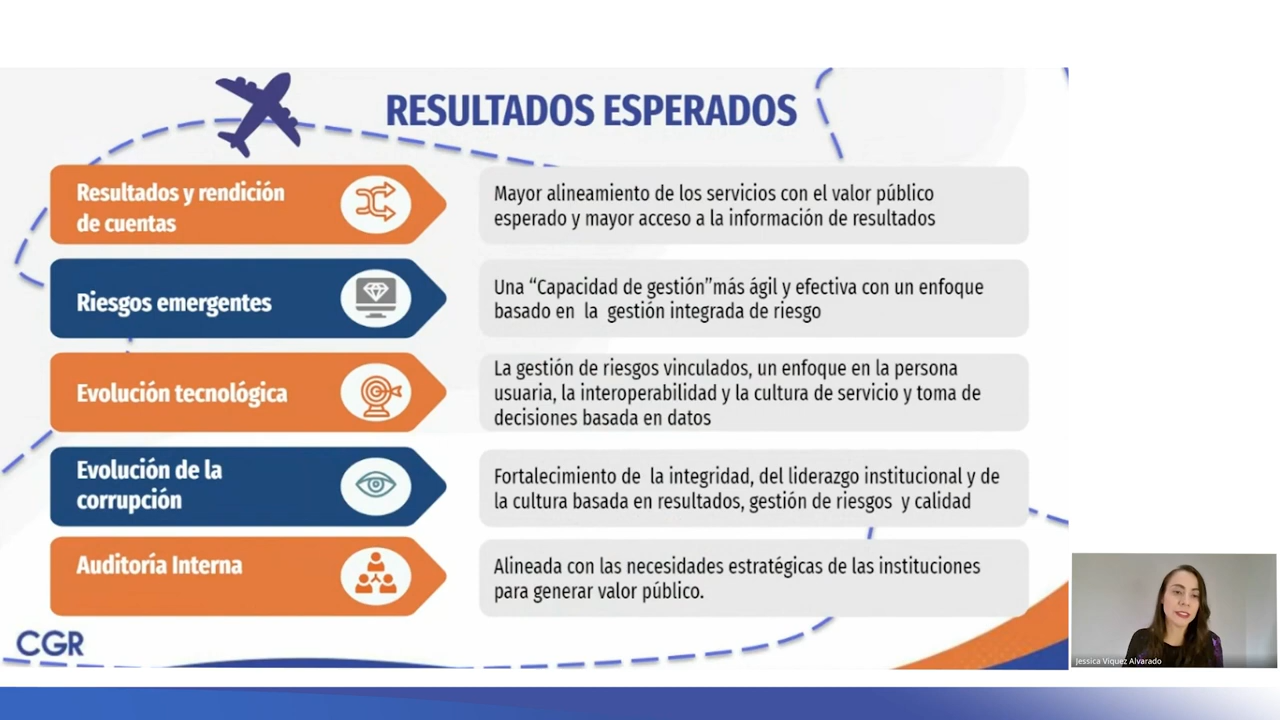 RESULTADOS ESPERADOS
Resultados y rendición
de cuentas
Mayor alineamiento de los servicios con el valor público
esperado y mayor acceso a la información de resultados
Riesgos emergentes
Una “Capacidad de gestión”más ágil y efectiva con un enfoque
basado en la gestión integrada de riesgo
Evolución tecnológica
La gestión de riesgos vinculados, un enfoque en la persona
usuaria, la interoperabilidad y la cultura de servicio y toma de
decisiones basada en datos
Evolución de la
corrupción
Fortalecimiento de la integridad, del liderazgo institucional y de
la cultura basada en resultados, gestión de riesgos y calidad
Auditoría Interna
Alineada con las necesidades estratégicas de las instituciones
para generar valor público.
CGR
Jessica Víquez Alvarado